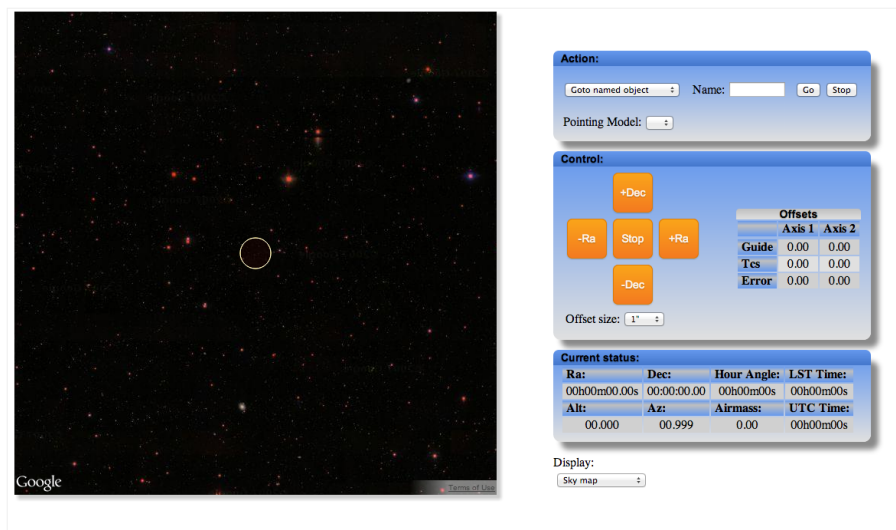 Action:
Goto named object Name: Go Stop
Pointing Model:
Control:
+Dec
-Ra Stop +Ra
-Dec
Offset size: 1"
Offsets
Axis 1 Axis 2
Guide 0.00 0.00
Tcs 0.00 0.00
Error 0.00 0.00
Current status:
Ra: Dec: Hour Angle: LST Time:
00h00m00.00s 00:00:00.00 00h00m00s 00h00m00s
Alt: Az: Airmass: UTC Time:
00.000 00.999 0.00 00h00m00s
Display:
Sky map
Google
Terms of Use